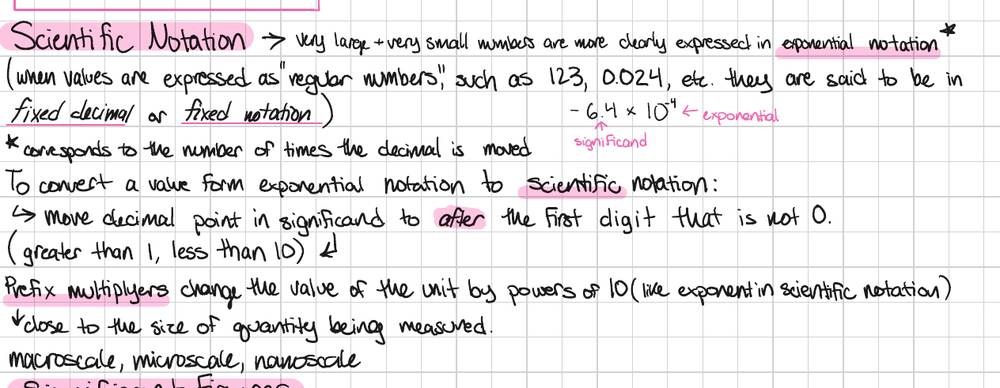 Scientific Notation → very large + very small numbers are more clearly expressed in exponential notation*
(when values are expressed as "regular numbers", such as 123, 0.024, etc. they are said to be in
fixed decimal or fixed notation)
- 6.4 × 10⁻⁴ ← exponential
↑
significand
* corresponds to the number of times the decimal is moved
To convert a value form exponential notation to scientific notation:
↳ move decimal point in significand to after the first digit that is not 0.
(greater than 1, less than 10) ↲
Prefix multiplyers change the value of the unit by powers of 10 (like exponent in scientific notation)
↓ close to the size of quantity being measured.
macroscale, microscale, nanoscale
Significant Figures